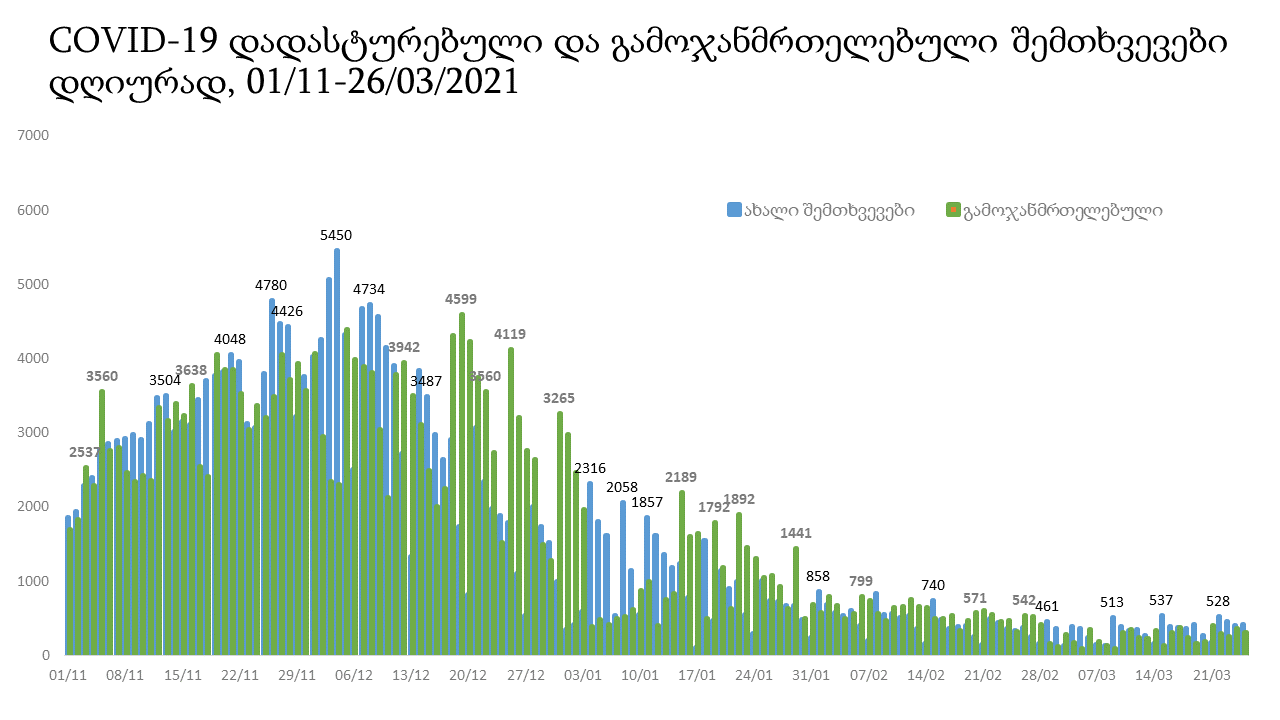 COVID-19 დადასტურებული და გამოჯანმრთელებული შემთხვევები
დღიურად, 01/11-26/03/2021
7000
6000
5000
4000
3000
2000
1000
0
ახალი შემთხვევები გამოჯანმრთელებული
2537 3560 3504 3638 4048 4780 4426 5450 4734 3942 3487 4599 3560 4119 3265 2316 2058 1857 2189 1792 1892 1441 858 799 740 571 542 461 513 537 528
01/11 08/11 15/11 22/11 29/11 06/12 13/12 20/12 27/12 03/01 10/01 17/01 24/01 31/01 07/02 14/02 21/02 28/02 07/03 14/03 21/03